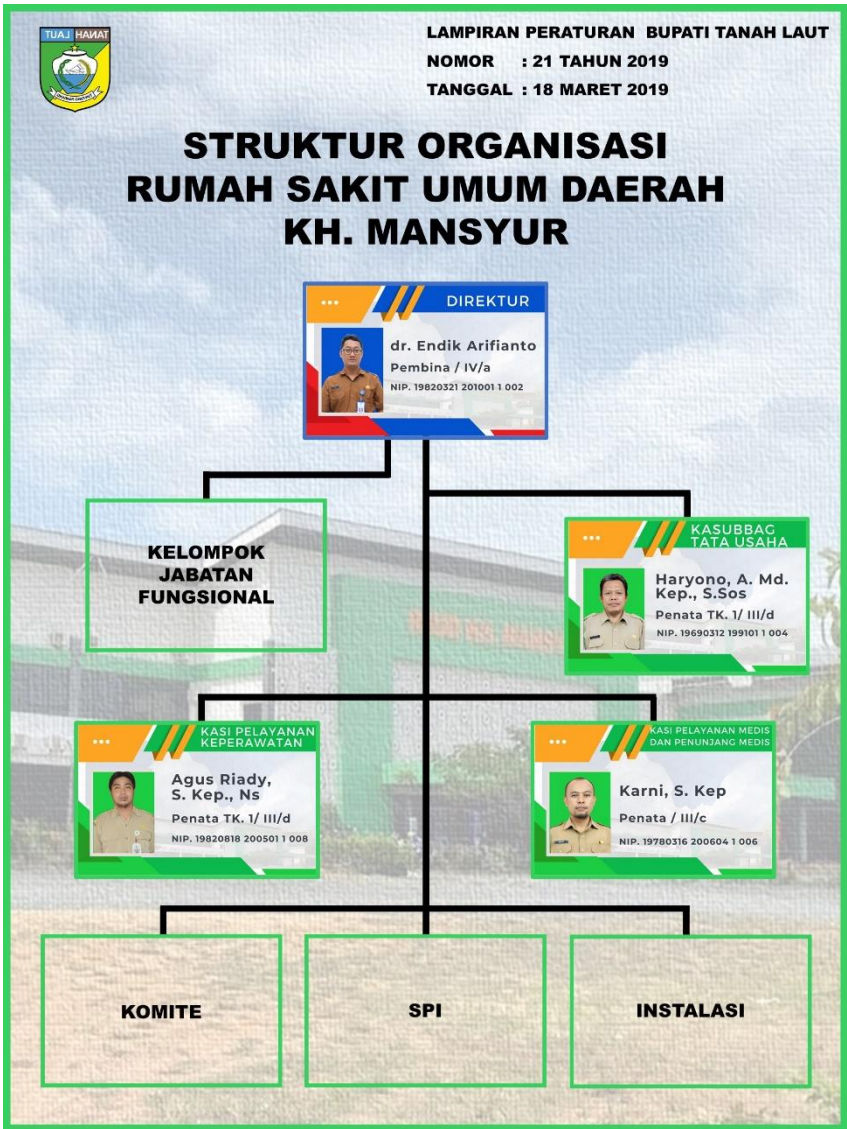 TANAH LAUT
LAMPIRAN PERATURAN BUPATI TANAH LAUT
NOMOR : 21 TAHUN 2019
TANGGAL : 18 MARET 2019
STRUKTUR ORGANISASI
RUMAH SAKIT UMUM DAERAH
KH. MANSYUR
DIREKTUR
dr. Endik Arifianto
Pembina / IV/a
NIP. 19820321 201001 1 002
KELOMPOK
JABATAN
FUNGSIONAL
KASUBBAG
TATA USAHA
Haryono, A. Md.
Kep., S.Sos
Penata TK. 1/ III/d
NIP. 19690312 199101 1 004
KASI PELAYANAN
KEPERAWATAN
Agus Riady,
S. Kep., Ns
Penata TK. 1/ III/d
NIP. 19820818 200501 1 008
KASI PELAYANAN MEDIS
DAN PENUNJANG MEDIS
Karni, S. Kep
Penata / III/c
NIP. 19780316 200604 1 006
KOMITE
SPI
INSTALASI